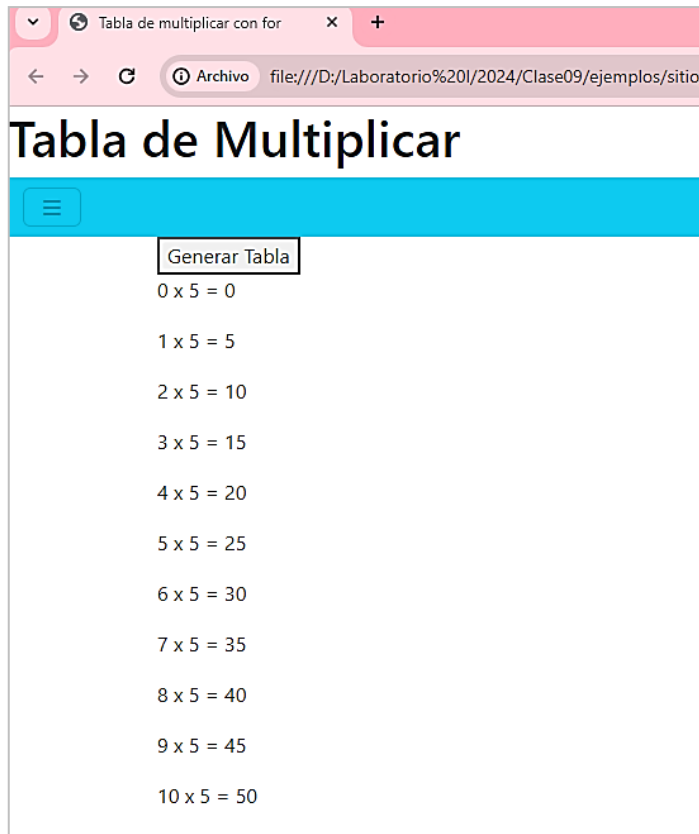 Tabla de multiplicar con for
Archivo file:///D:/Laboratorio%20I/2024/Clase09/ejemplos/sitio
Tabla de Multiplicar
Generar Tabla
0 x 5 = 0
1 x 5 = 5
2 x 5 = 10
3 x 5 = 15
4 x 5 = 20
5 x 5 = 25
6 x 5 = 30
7 x 5 = 35
8 x 5 = 40
9 x 5 = 45
10 x 5 = 50